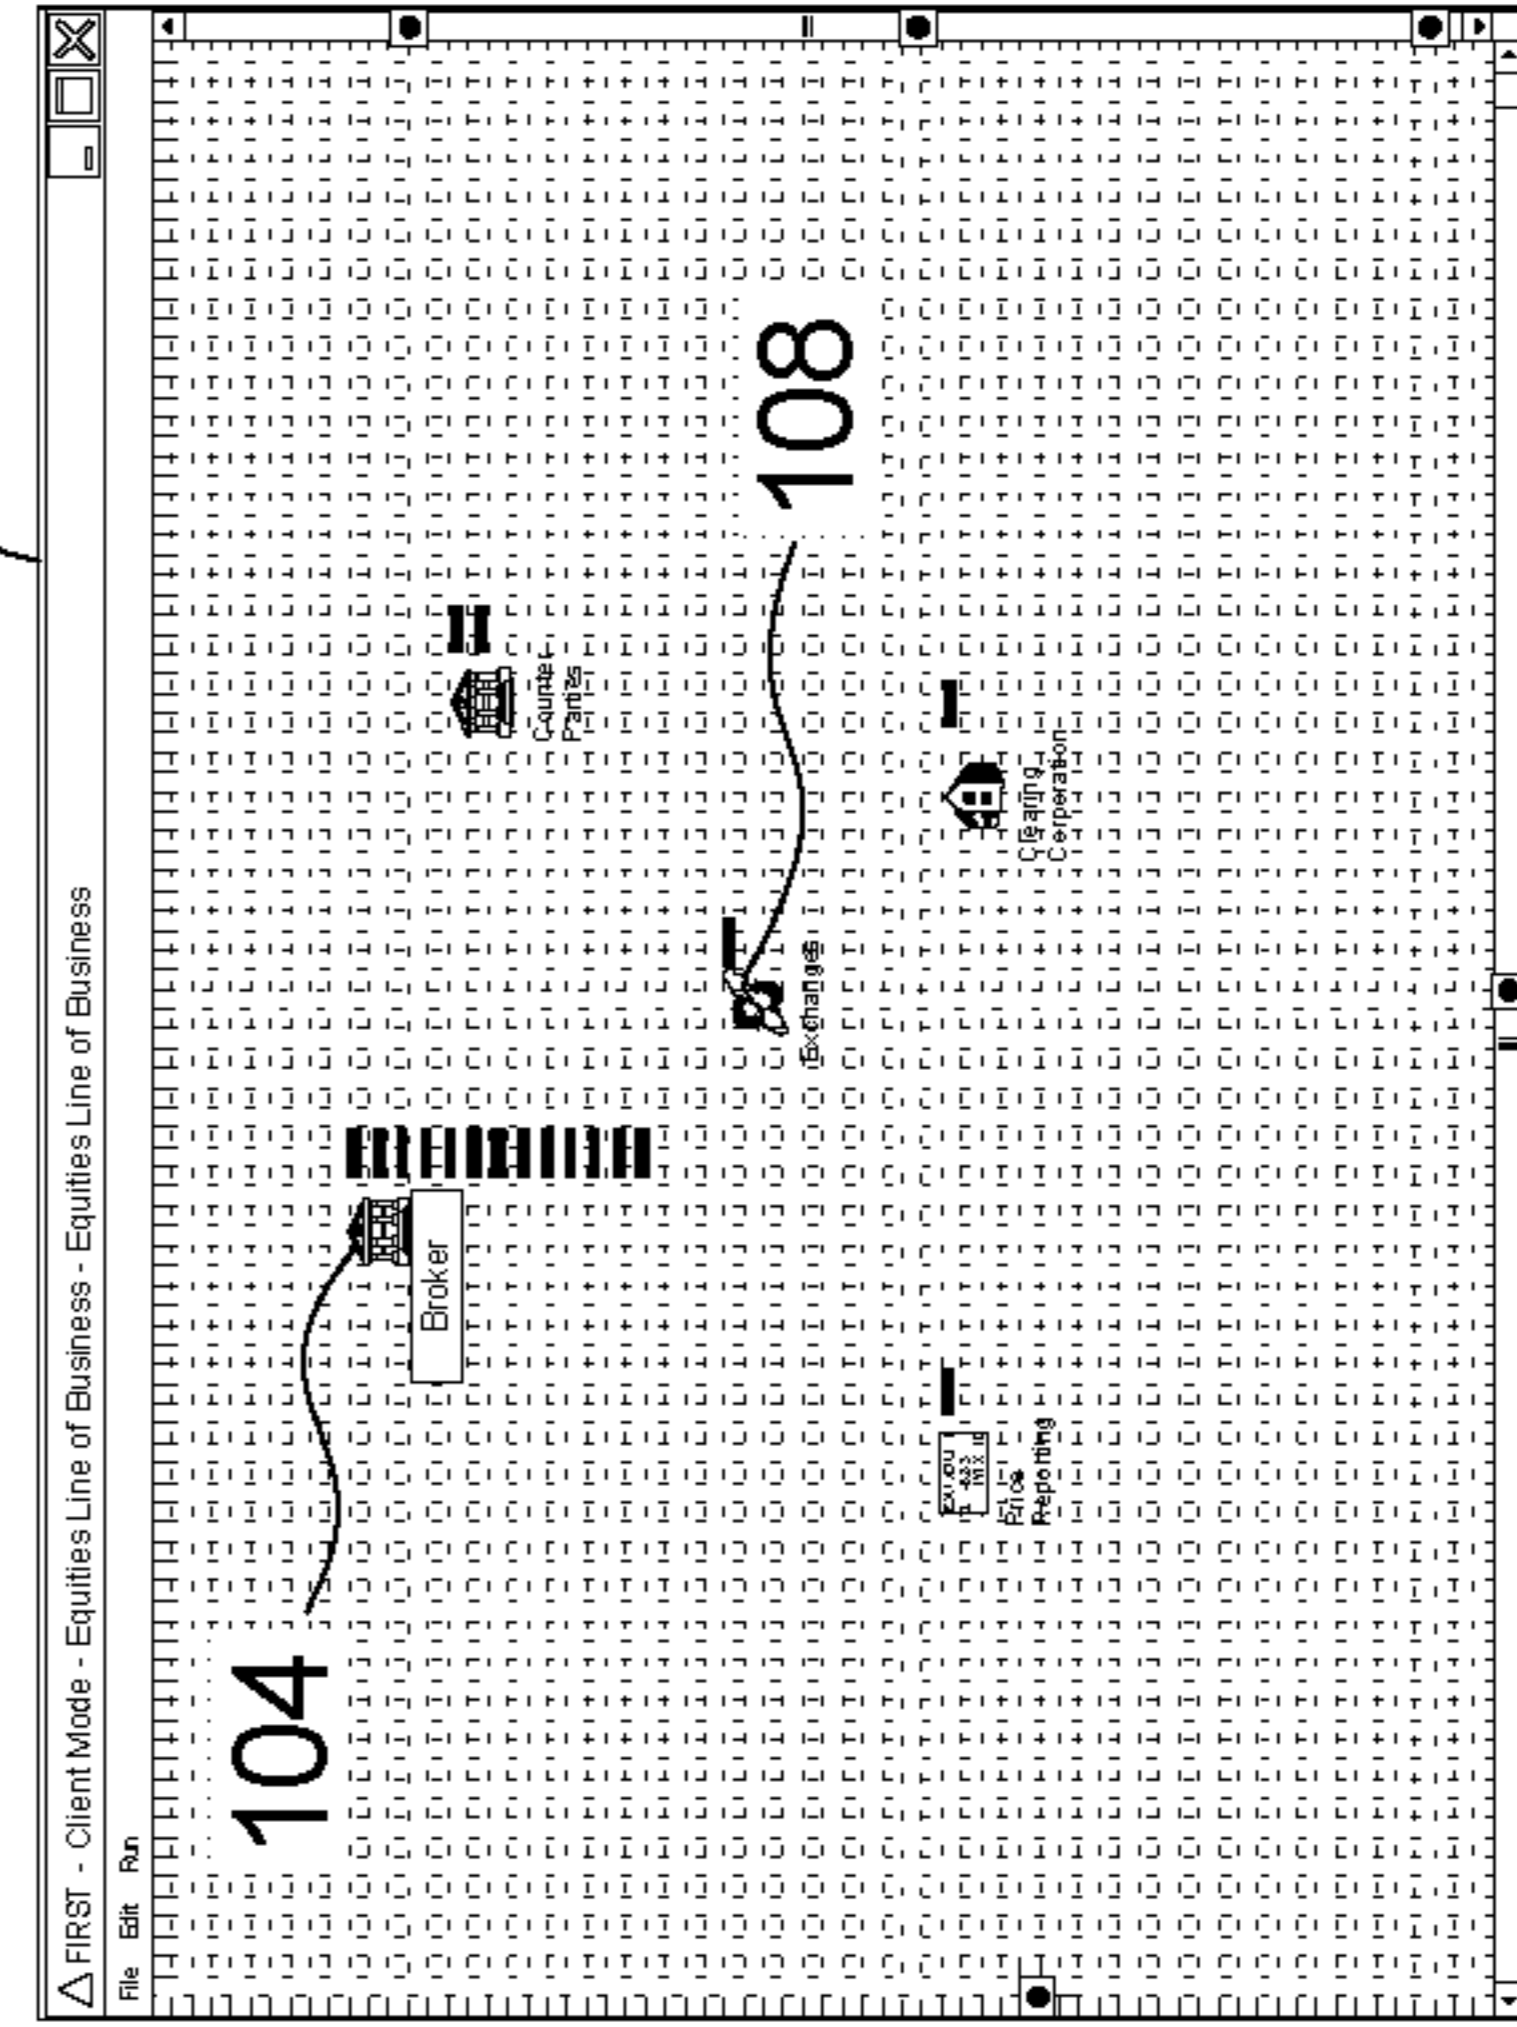 FIRST - Client Mode - Equities Line of Business - Equities Line of Business
File Edit Run
104
Broker
Counter
Parties
108
Exchanges
Price
Reporting
Clearing
Corperation